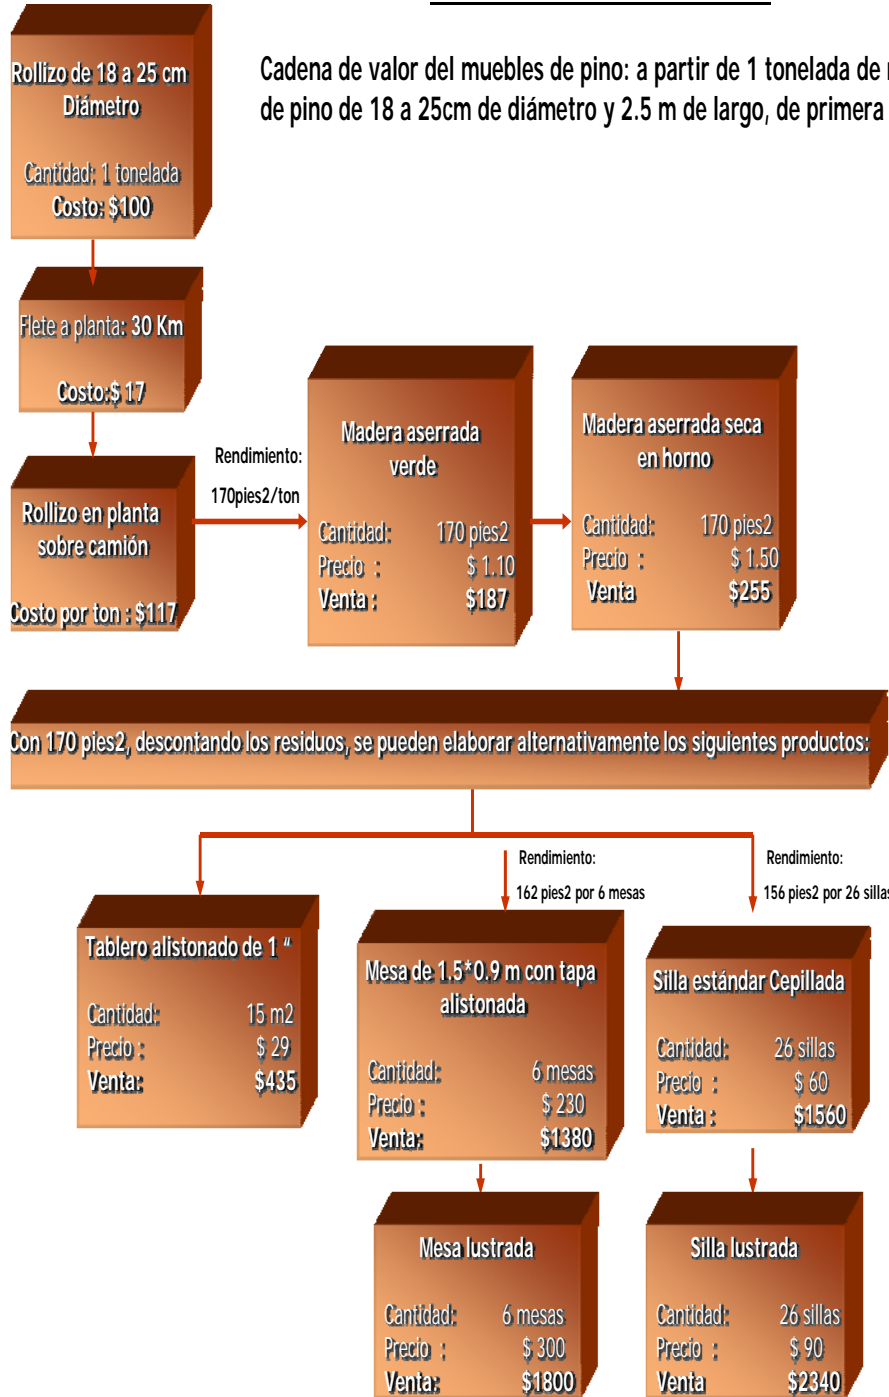 Cadena de valor del muebles de pino: a partir de 1 tonelada de
de pino de 18 a 25cm de diámetro y 2.5 m de largo, de primera
Rollizo de 18 a 25 cm
Diámetro
Cantidad: 1 tonelada
Costo: $100
Flete a planta: 30 Km
Costo:$ 17
Rollizo en planta
sobre camión
Costo por ton : $117
Rendimiento:
170pies2/ton
Madera aserrada
verde
Cantidad: 170 pies2
Precio : $ 1.10
Venta : $187
Madera aserrada seca
en horno
Cantidad: 170 pies2
Precio : $ 1.50
Venta $255
Con 170 pies2, descontando los residuos, se pueden elaborar alternativamente los siguientes productos:
Tablero alistonado de 1 “
Cantidad: 15 m2
Precio : $ 29
Venta: $435
Rendimiento:
162 pies2 por 6 mesas
Mesa de 1.5*0.9 m con tapa
alistonada
Cantidad: 6 mesas
Precio : $ 230
Venta: $1380
Rendimiento:
156 pies2 por 26 sillas
Silla estándar Cepillada
Cantidad: 26 sillas
Precio : $ 60
Venta : $1560
Mesa lustrada
Cantidad: 6 mesas
Precio : $ 300
Venta: $1800
Silla lustrada
Cantidad: 26 sillas
Precio : $ 90
Venta $2340